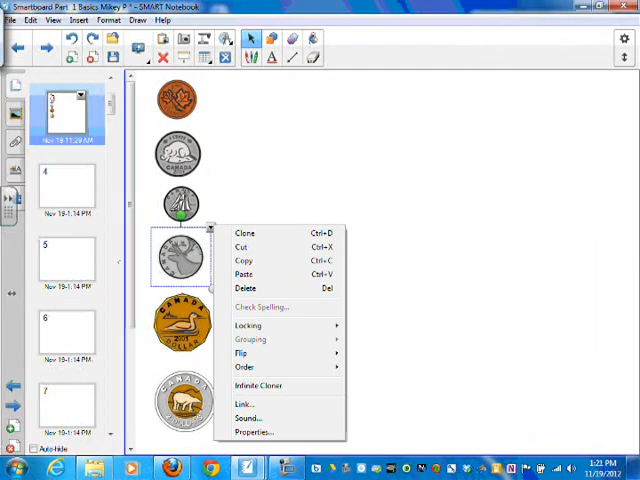 Smartboard Part 1 Basics Mikey P * - SMART Notebook
File Edit View Insert Format Draw Help
Nov 19-11:29 AM
4
Nov 19-1:14 PM
5
Nov 19-1:14 PM
6
Nov 19-1:14 PM
7
Nov 19-1:14 PM
Auto-hide
5 CENTS
CANADA
CANADA
CANADA
2001
DOLLAR
CANADA
2 DOLLARS
Clone Ctrl+D
Cut Ctrl+X
Copy Ctrl+C
Paste Ctrl+V
Delete Del
Check Spelling...
Locking
Grouping
Flip
Order
Infinite Cloner
Link...
Sound...
Properties...
1:21 PM
11/19/2012